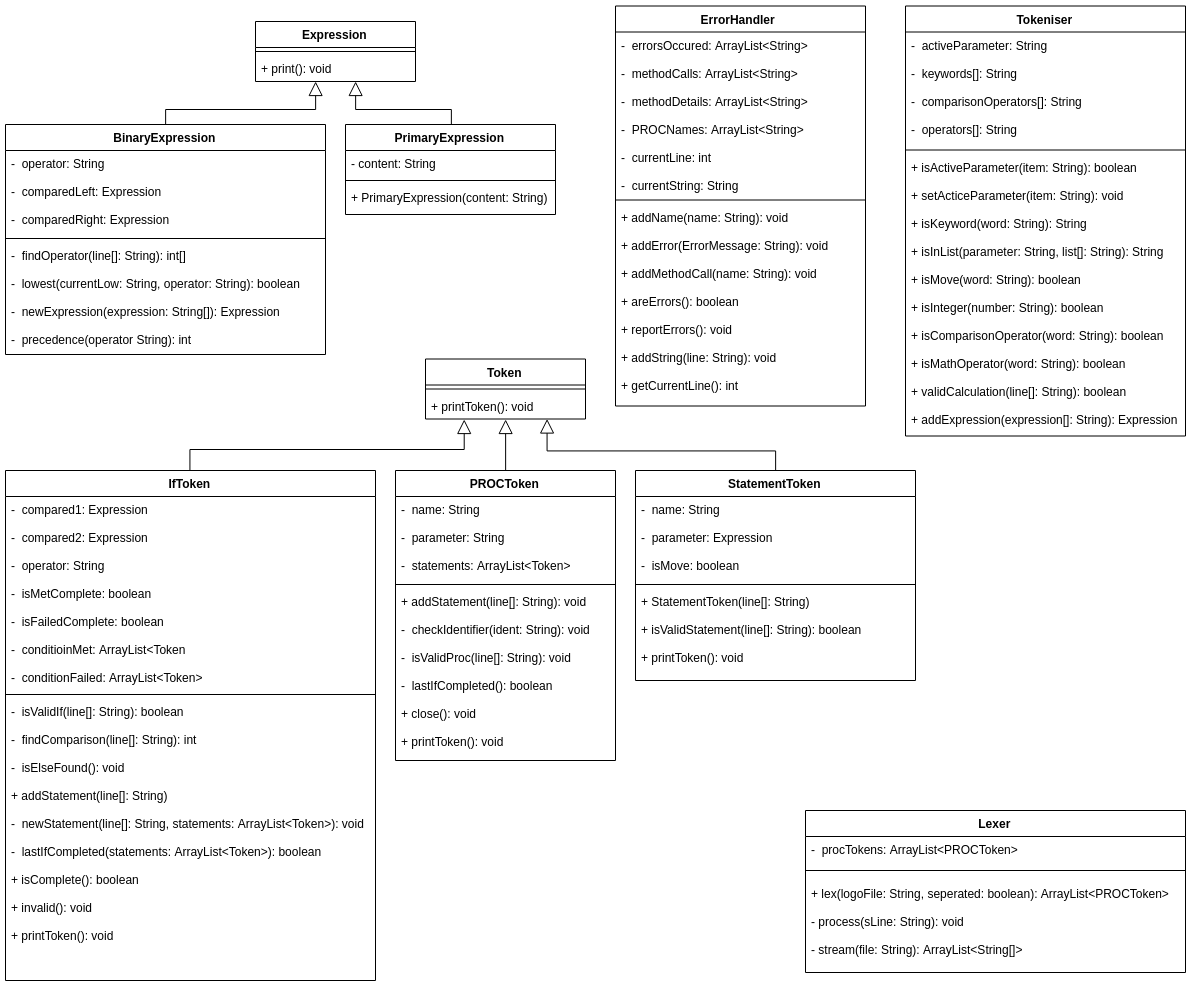 Expression
+ print(): void
BinaryExpression
- operator: String
- comparedLeft: Expression
- comparedRight: Expression
- findOperator(line[]: String): int[]
- lowest(currentLow: String, operator: String): boolean
- newExpression(expression: String[]): Expression
- precedence(operator String): int
PrimaryExpression
- content: String
+ PrimaryExpression(content: String)
ErrorHandler
- errorsOccured: ArrayList<String>
- methodCalls: ArrayList<String>
- methodDetails: ArrayList<String>
- PROCNames: ArrayList<String>
- currentLine: int
- currentString: String
+ addName(name: String): void
+ addError(ErrorMessage: String): void
+ addMethodCall(name: String): void
+ areErrors(): boolean
+ reportErrors(): void
+ addString(line: String): void
+ getCurrentLine(): int
Tokeniser
- activeParameter: String
- keywords[]: String
- comparisonOperators[]: String
- operators[]: String
+ isActiveParameter(item: String): boolean
+ setActiceParameter(item: String): void
+ isKeyword(word: String): String
+ isInList(parameter: String, list[]: String): String
+ isMove(word: String): boolean
+ isInteger(number: String): boolean
+ isComparisonOperator(word: String): boolean
+ isMathOperator(word: String): boolean
+ validCalculation(line[]: String): boolean
+ addExpression(expression[]: String): Expression
Token
+ printToken(): void
IfToken
- compared1: Expression
- compared2: Expression
- operator: String
- isMetComplete: boolean
- isFailedComplete: boolean
- conditioinMet: ArrayList<Token
- conditionFailed: ArrayList<Token>
- isValidIf(line[]: String): boolean
- findComparison(line[]: String): int
- isElseFound(): void
+ addStatement(line[]: String)
- newStatement(line[]: String, statements: ArrayList<Token>): void
- lastIfCompleted(statements: ArrayList<Token>): boolean
+ isComplete(): boolean
+ invalid(): void
+ printToken(): void
PROCToken
- name: String
- parameter: String
- statements: ArrayList<Token>
+ addStatement(line[]: String): void
- checkIdentifier(ident: String): void
- isValidProc(line[]: String): void
- lastIfCompleted(): boolean
+ close(): void
+ printToken(): void
StatementToken
- name: String
- parameter: Expression
- isMove: boolean
+ StatementToken(line[]: String)
+ isValidStatement(line[]: String): boolean
+ printToken(): void
Lexer
- procTokens: ArrayList<PROCToken>
+ lex(logoFile: String, seperated: boolean): ArrayList<PROCToken>
- process(sLine: String): void
- stream(file: String): ArrayList<String[]>